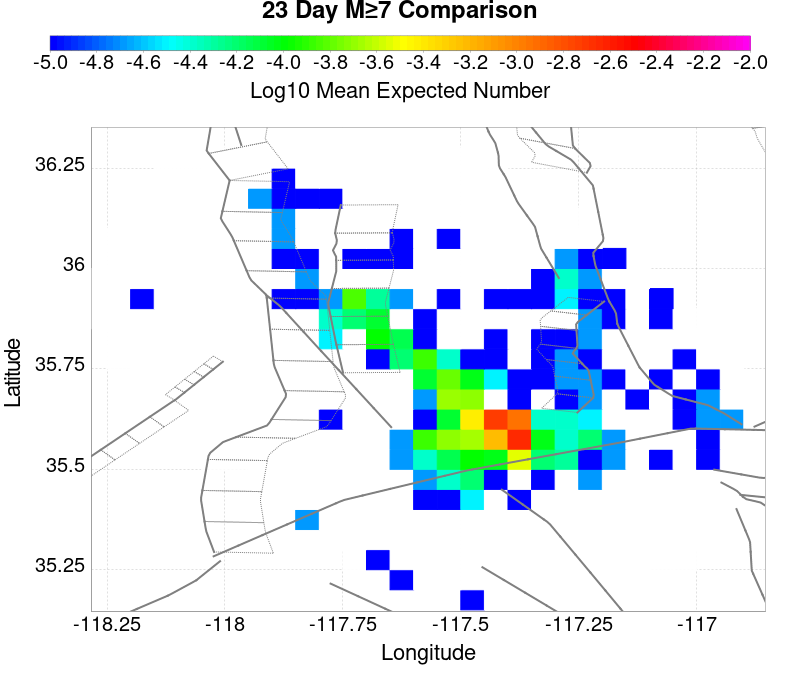 23 Day M≥7 Comparison
-5.0 -4.8 -4.6 -4.4 -4.2 -4.0 -3.8 -3.6 -3.4 -3.2 -3.0 -2.8 -2.6 -2.4 -2.2 -2.0
Log10 Mean Expected Number
36.25
36
35.75
35.5
35.25
Latitude
-118.25 -118 -117.75 -117.5 -117.25 -117
Longitude